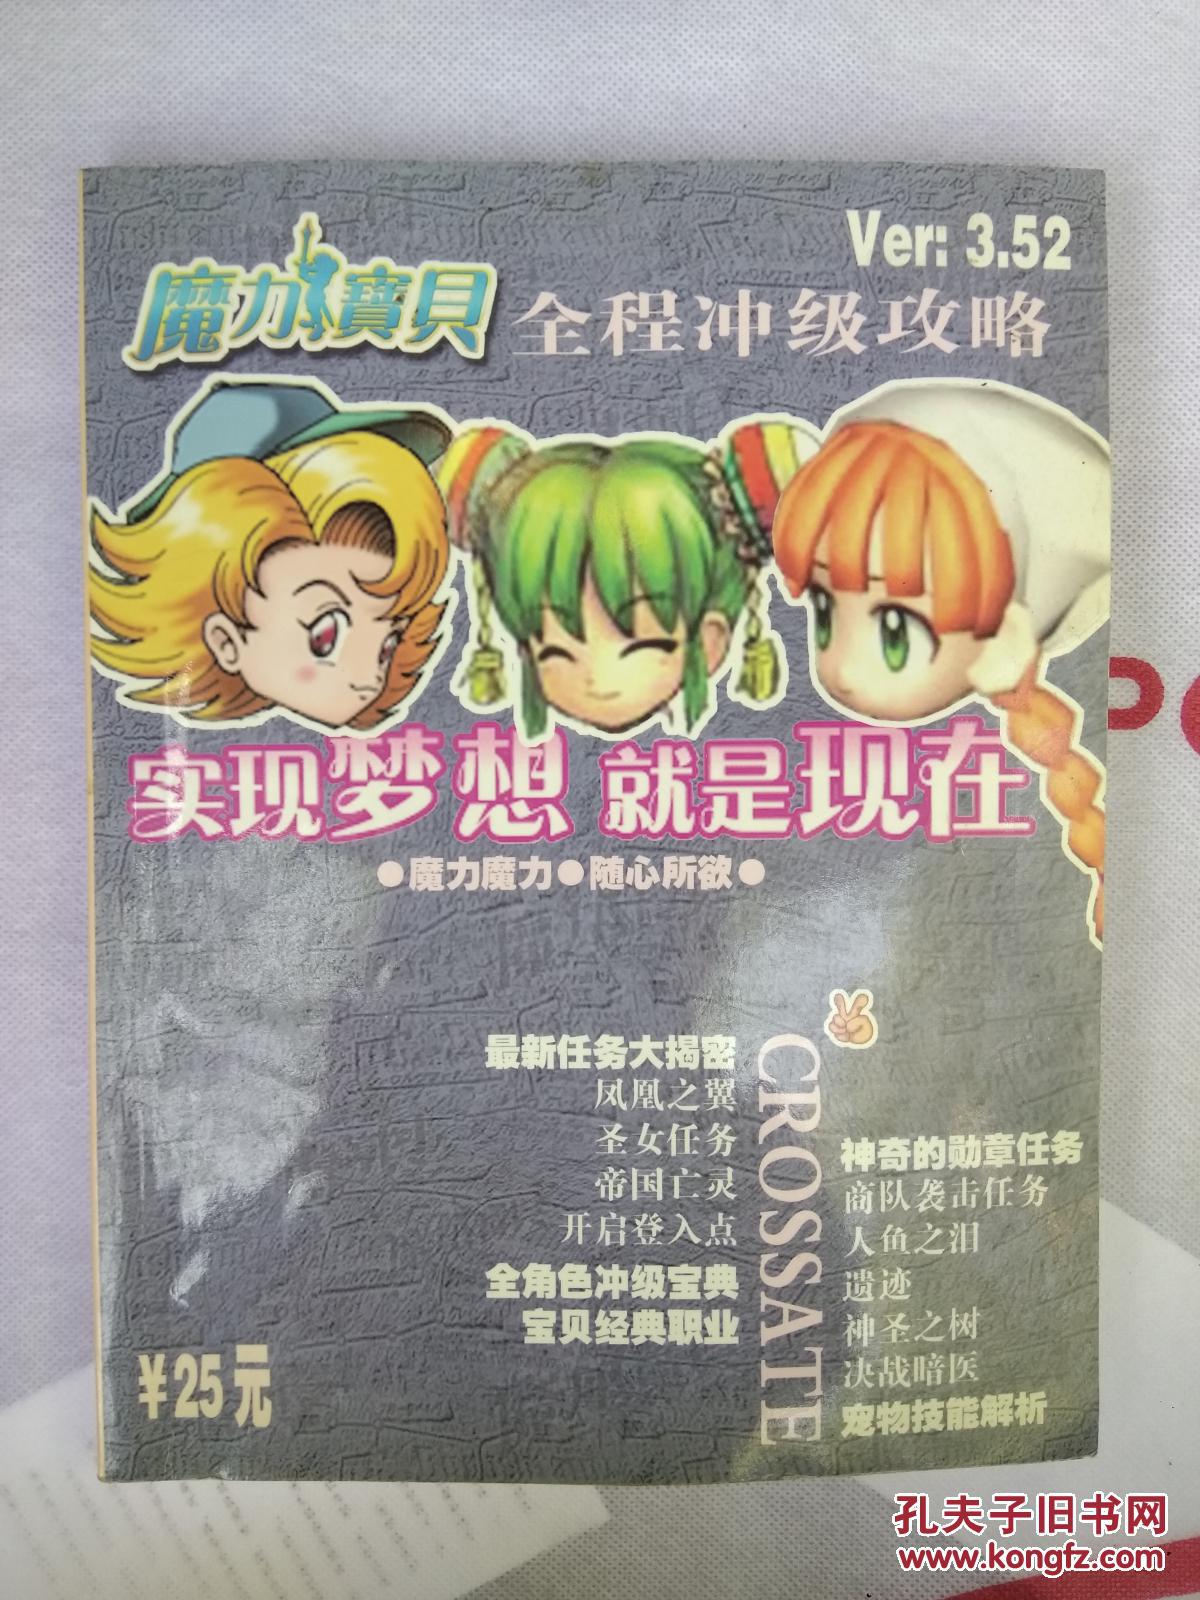 Ver: 3.52
魔力寶貝
全程冲级攻略
实现梦想 就是现在
●魔力魔力●随心所欲●
最新任务大揭密
凤凰之翼
圣女任务
帝国亡灵
开启登入点
全角色冲级宝典
宝贝经典职业
CROSSSATE
神奇的勋章任务
商队袭击任务
人鱼之泪
遗迹
神圣之树
决战暗医
宠物技能解析
¥25元
孔夫子旧书网
www.kongfz.com